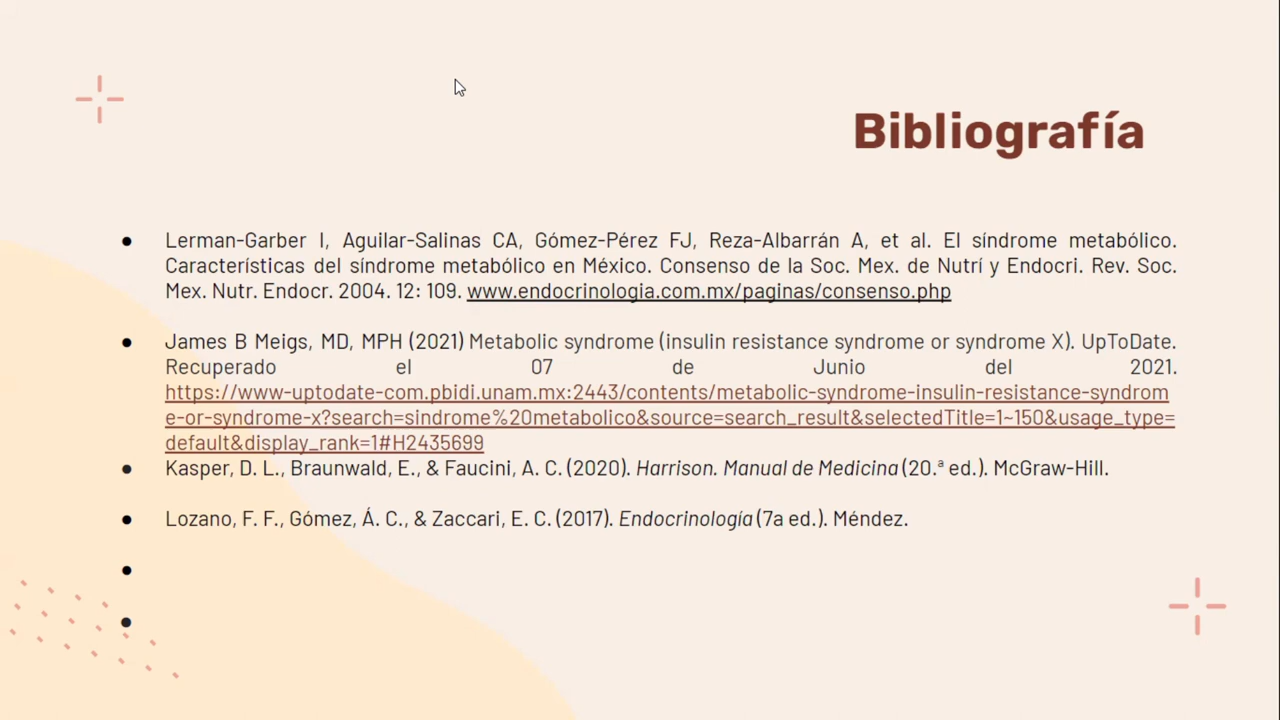 Bibliografía
● Lerman-Garber I, Aguilar-Salinas CA, Gómez-Pérez FJ, Reza-Albarrán A, et al. El síndrome metabólico.
Características del síndrome metabólico en México. Consenso de la Soc. Mex. de Nutrí y Endocri. Rev. Soc.
Mex. Nutr. Endocr. 2004. 12: 109. www.endocrinologia.com.mx/paginas/consenso.php
● James B Meigs, MD, MPH (2021) Metabolic syndrome (insulin resistance syndrome or syndrome X). UpToDate.
Recuperado el 07 de Junio del 2021.
https://www-uptodate-com.pbidi.unam.mx:2443/contents/metabolic-syndrome-insulin-resistance-syndrom
e-or-syndrome-x?search=sindrome%20metabolico&source=search_result&selectedTitle=1~150&usage_type=
default&display_rank=1#H2435699
● Kasper, D. L., Braunwald, E., & Faucini, A. C. (2020). Harrison. Manual de Medicina (20.ª ed.). McGraw-Hill.
● Lozano, F. F., Gómez, Á. C., & Zaccari, E. C. (2017). Endocrinología (7a ed.). Méndez.
●
●